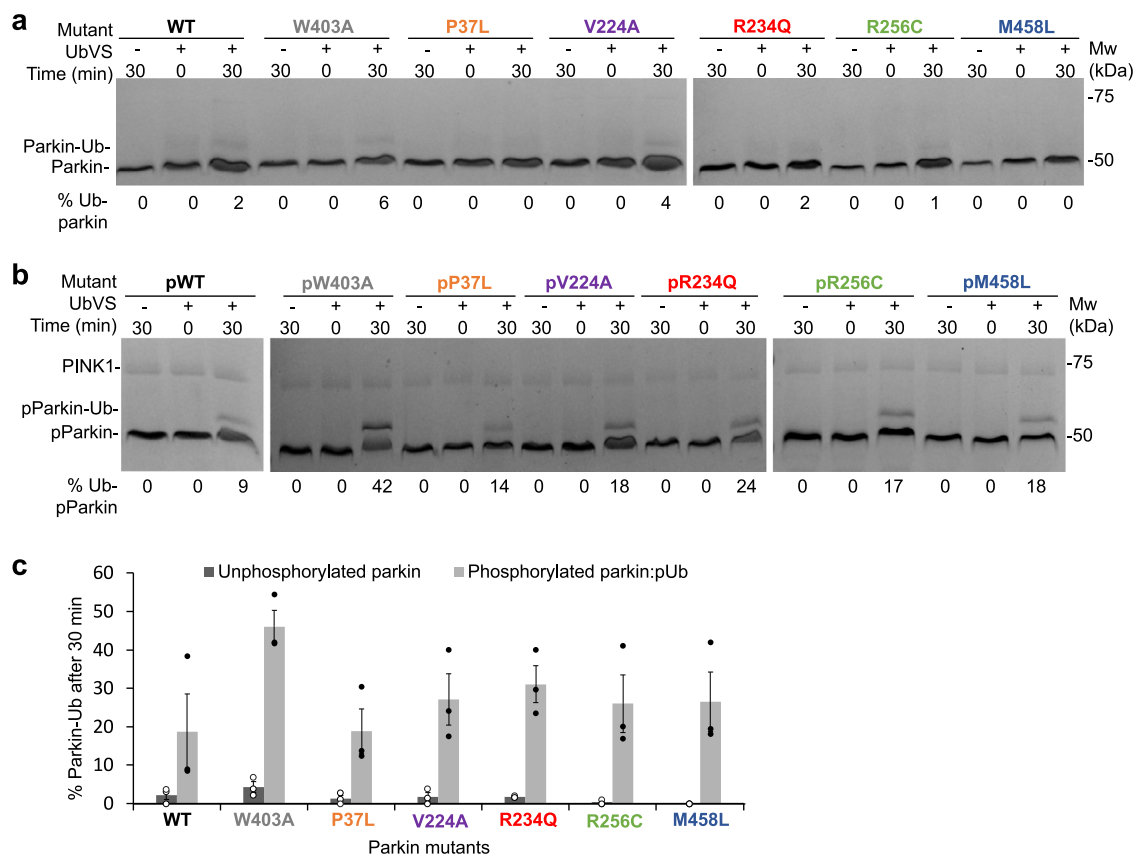 a
Mutant WT W403A P37L V224A R234Q R256C M458L
UbVS - + + - + + - + + - + + - + + - + + - + + Mw
Time (min) 30 0 30 30 0 30 30 0 30 30 0 30 30 0 30 30 0 30 30 0 30 (kDa)
-75
Parkin-Ub-
Parkin- -50
% Ub- 0 0 2 0 0 6 0 0 0 0 0 4 0 0 2 0 0 1 0 0 0
parkin
b
Mutant pWT pW403A pP37L pV224A pR234Q pR256C pM458L
UbVS - + + - + + - + + - + + - + + - + + - + + Mw
Time (min) 30 0 30 30 0 30 30 0 30 30 0 30 30 0 30 30 0 30 30 0 30 (kDa)
PINK1- -75
pParkin-Ub-
pParkin- -50
% Ub- 0 0 9 0 0 42 0 0 14 0 0 18 0 0 24 0 0 17 0 0 18
pParkin
c
Unphosphorylated parkin Phosphorylated parkin:pUb
% Parkin-Ub after 30 min
60
50
40
30
20
10
0
WT W403A P37L V224A R234Q R256C M458L
Parkin mutants